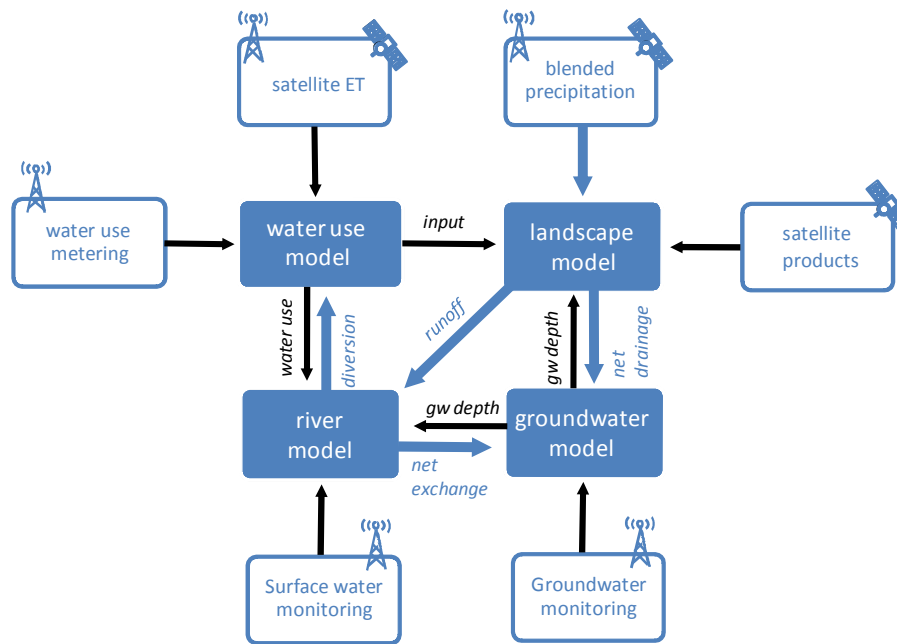 satellite ET
blended
precipitation
water use
metering
water use
model
input
landscape
model
satellite
products
water use
diversion
runoff
gw depth
net
drainage
river
model
gw depth
net
exchange
groundwater
model
Surface water
monitoring
Groundwater
monitoring